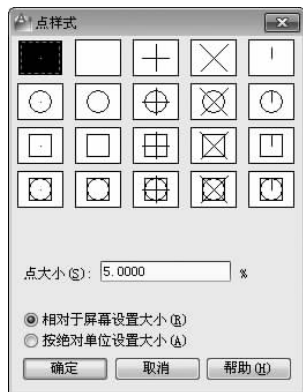 点样式
点大小(S): 5.0000 %
相对于屏幕设置大小(R)
按绝对单位设置大小(A)
确定 取消 帮助(H)